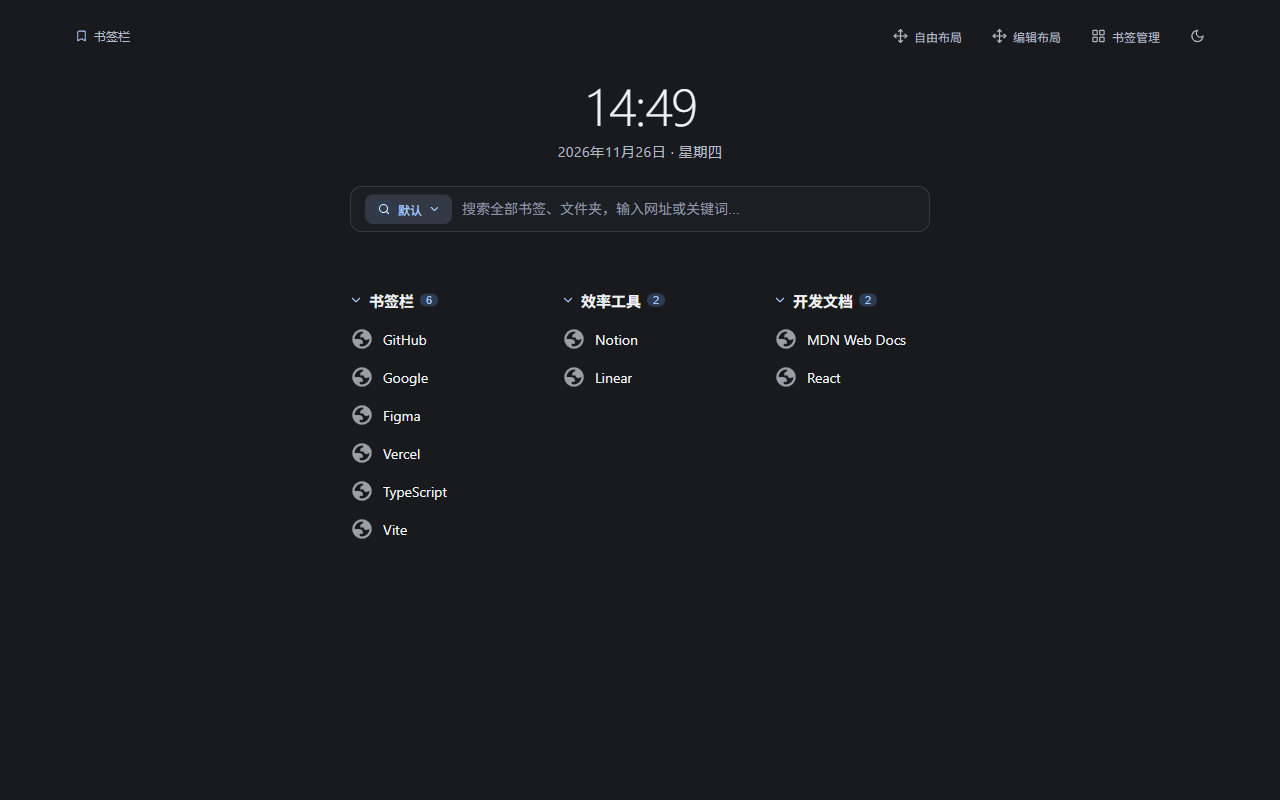 书签栏
自由布局
编辑布局
书签管理
14:49
2026年11月26日 · 星期四
默认
搜索全部书签、文件夹，输入网址或关键词...
书签栏 6
GitHub
Google
Figma
Vercel
TypeScript
Vite
效率工具 2
Notion
Linear
开发文档 2
MDN Web Docs
React